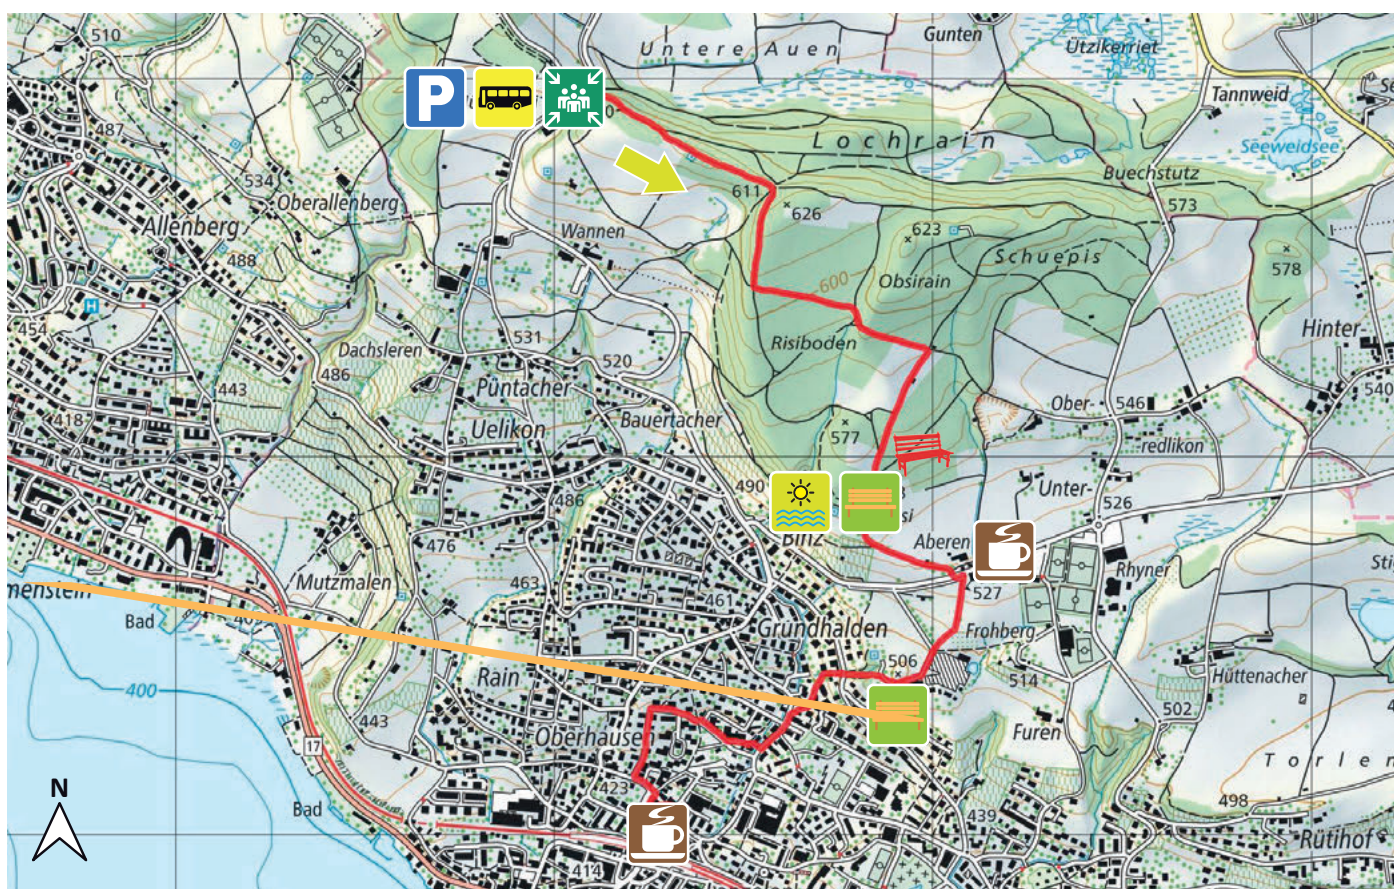 510
Untere Auen
Gunten
Ützikerriet
P
487
Lochrain
Tannweid
Seeweidsee
534
Oberallenberg
Buechstutz
573
611
626
Allenberg
488
Wannen
623
Schuepis
578
H
600
Obsirain
454
531
Dachsleren
520
Risiboden
Hinter-
443
486
Püntacher
540
418
Uelikon
Bauertacher
577
Ober-
546
redlikon
490
486
Unter-
526
476
Binz
Aberen
Rhyner
Mutzmalen
463
461
527
Bad
Grundhalden
Frohberg
400
Rain
506
514
Hüttenacher
443
502
17
Oberhausen
Furen
N
423
Bad
498
439
Rütihof
414